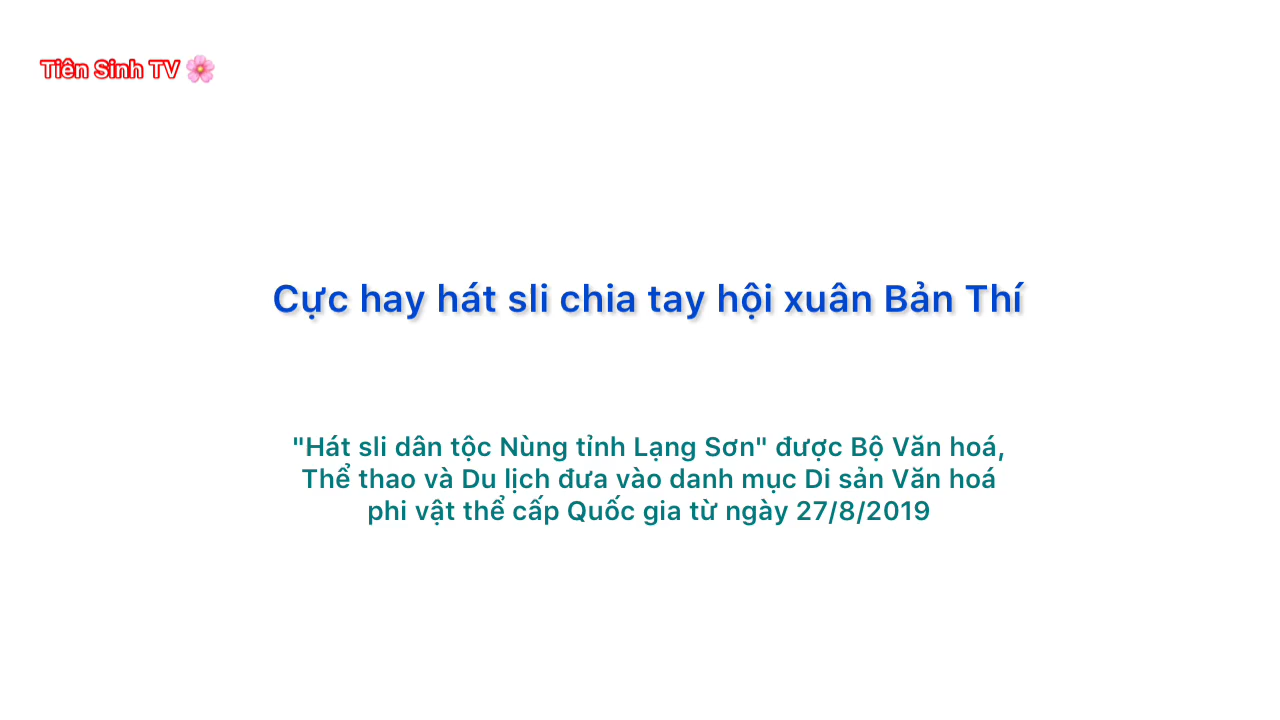 Tiên Sinh TV 🌸
Cực hay hát sli chia tay hội xuân Bản Thí
"Hát sli dân tộc Nùng tỉnh Lạng Sơn" được Bộ Văn hoá,
Thể thao và Du lịch đưa vào danh mục Di sản Văn hoá
phi vật thể cấp Quốc gia từ ngày 27/8/2019